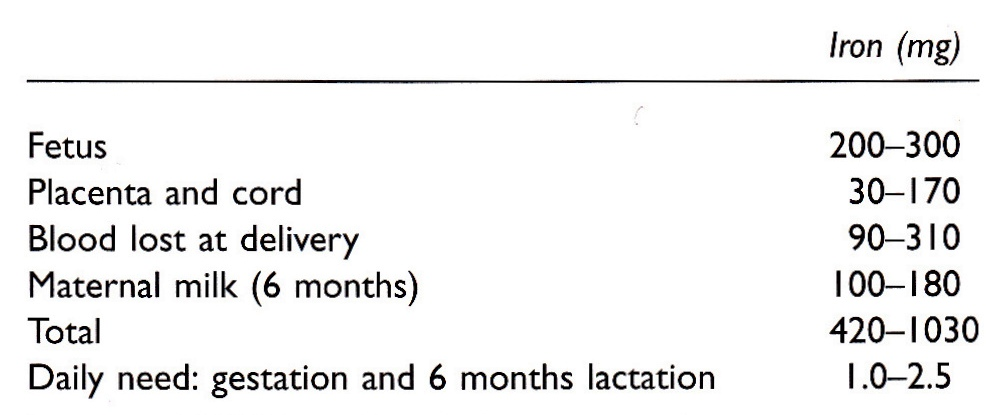 Iron (mg)
Fetus 200–300
Placenta and cord 30–170
Blood lost at delivery 90–310
Maternal milk (6 months) 100–180
Total 420–1030
Daily need: gestation and 6 months lactation 1.0–2.5